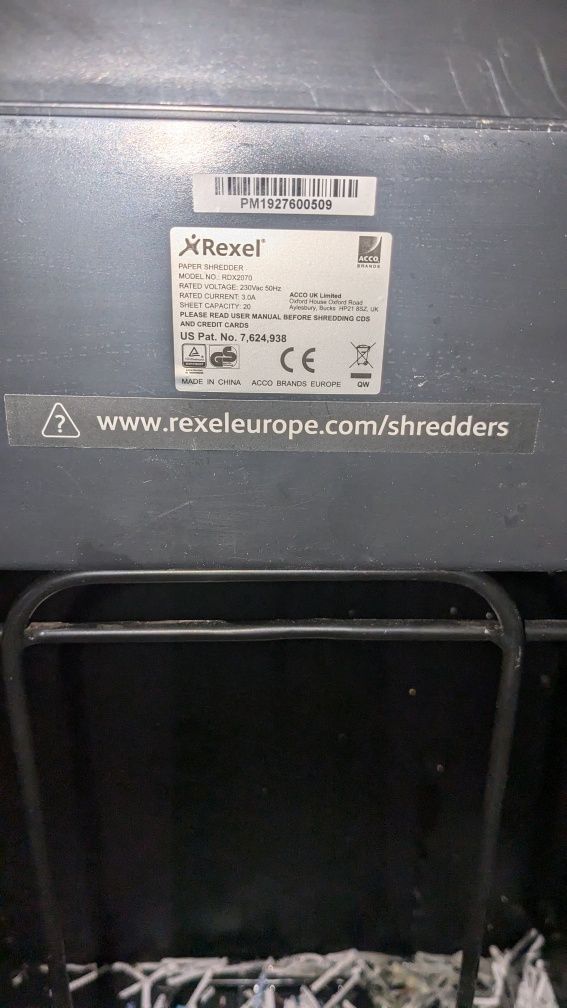 PM1927600509
Rexel®
ACCO
BRANDS
PAPER SHREDDER
MODEL NO.: RDX2070
RATED VOLTAGE: 230Vac 50Hz
RATED CURRENT: 3.0A
SHEET CAPACITY: 20
ACCO UK Limited
Oxford House Oxford Road
Aylesbury, Bucks HP21 8SZ, UK
PLEASE READ USER MANUAL BEFORE SHREDDING CDS
AND CREDIT CARDS
US Pat. No. 7,624,938
GS
CE
MADE IN CHINA ACCO BRANDS EUROPE
QW
? www.rexeleurope.com/shredders